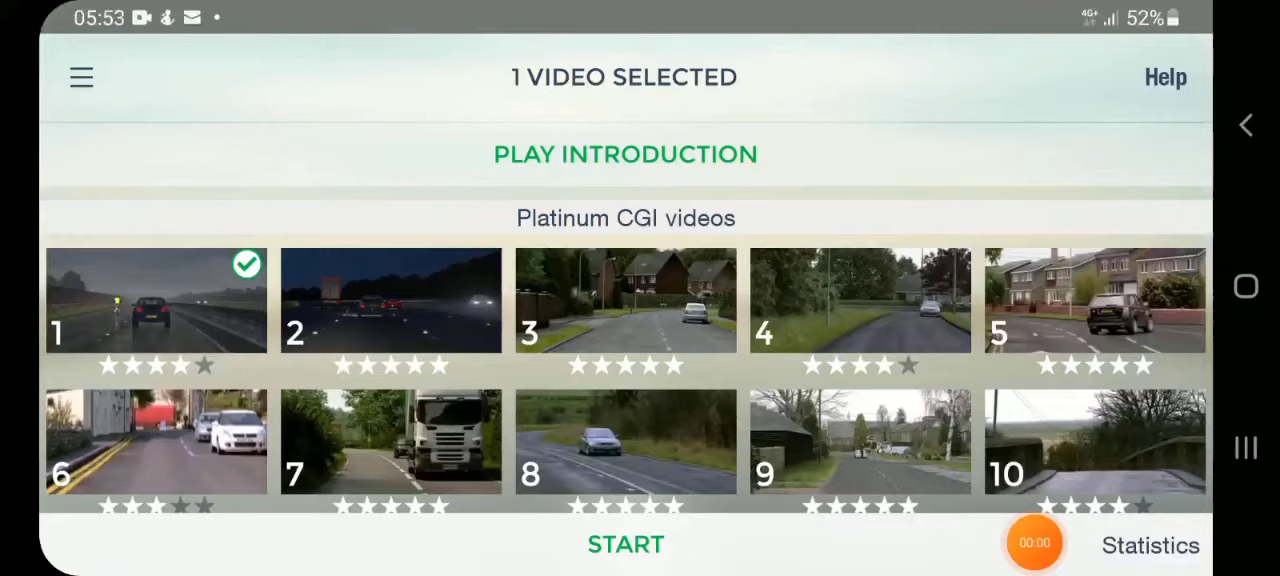 05:53
4G+ 52%
1 VIDEO SELECTED
Help
PLAY INTRODUCTION
Platinum CGI videos
1 2 3 4 5
6 7 8 9 10
START
00:00
Statistics